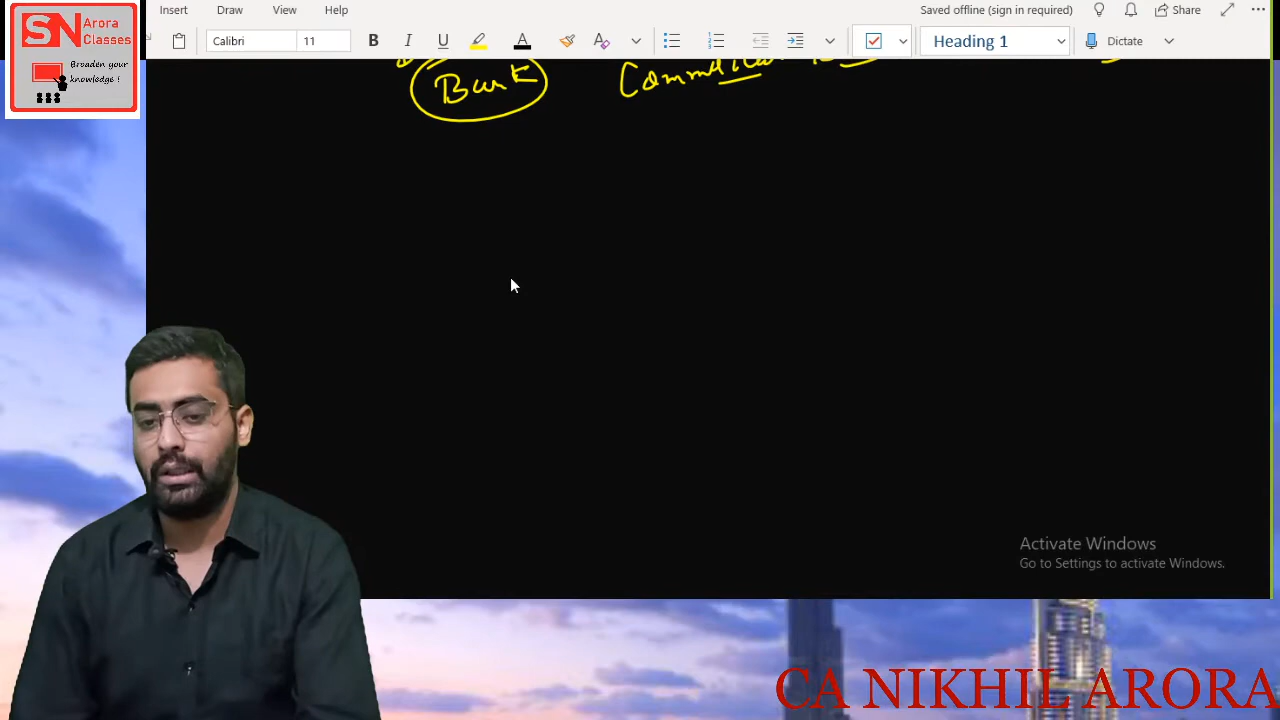 SN Arora
Classes
Broaden your
knowledge !
Insert Draw View Help
Saved offline (sign in required)
Share
Calibri 11 B I U A A Heading 1 Dictate
Bank
Activate Windows
Go to Settings to activate Windows.
CA NIKHIL ARORA